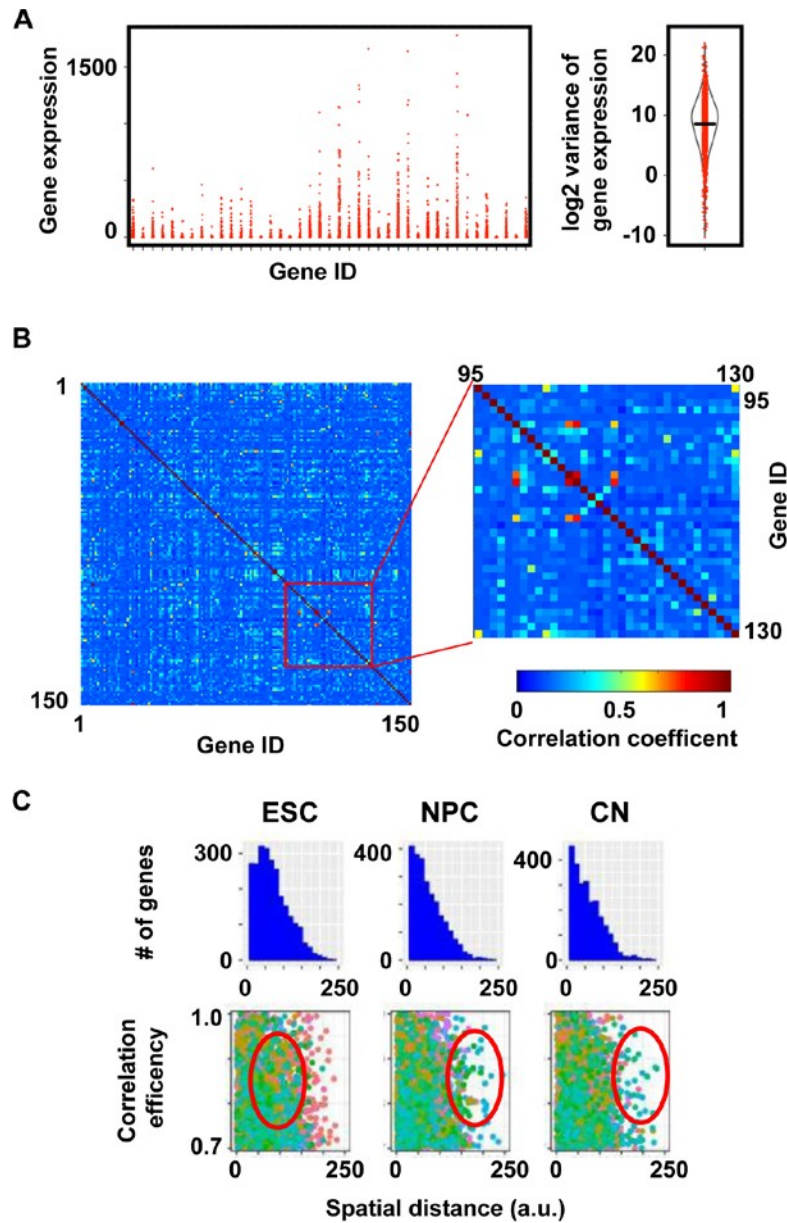 A
Gene expression
1500
0
Gene ID
log2 variance of
gene expression
20
10
0
-10
B
1
150
1
150
Gene ID
95
130
95
Gene ID
130
0
0.5
1
Correlation coefficent
C
ESC
NPC
CN
# of genes
300
0
0
250
400
0
0
250
400
0
0
250
Correlation
efficency
1.0
0.7
0
250
0
250
0
250
Spatial distance (a.u.)